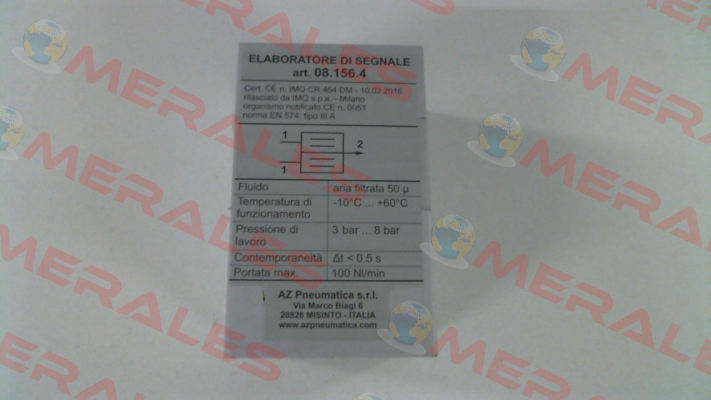 ELABORATORE DI SEGNALE
art. 08.156.4
Cert. CE n. IMQ CR 464 DM - 10.02.2016
rilasciato da IMQ s.p.a. - Milano
organismo notificato CE n. 0051
norma EN 574: tipo III A
1
2
1
Fluido aria filtrata 50 µ
Temperatura di funzionamento -10°C ... +60°C
Pressione di lavoro 3 bar ... 8 bar
Contemporaneità Δt < 0.5 s
Portata max. 100 Nl/min
AZ Pneumatica s.r.l.
Via Marco Biagi 6
20826 MISINTO - ITALIA
www.azpneumatica.com
MERALES
MERALES
MERALES
MERALES
MERALES